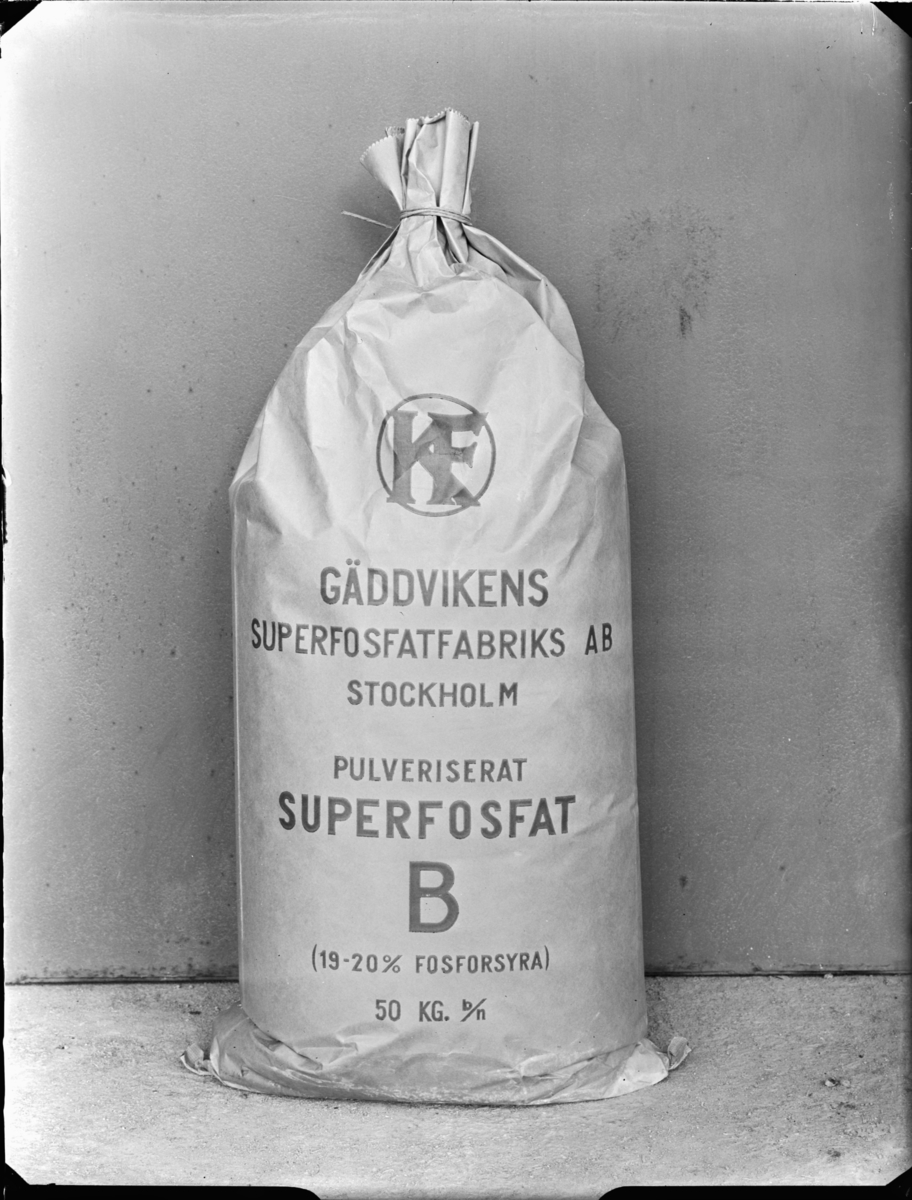 KF
GÄDDVIKENS
SUPERFOSFATFABRIKS AB
STOCKHOLM
PULVERISERAT
SUPERFOSFAT
B
(19-20% FOSFORSYRA)
50 KG. b/n